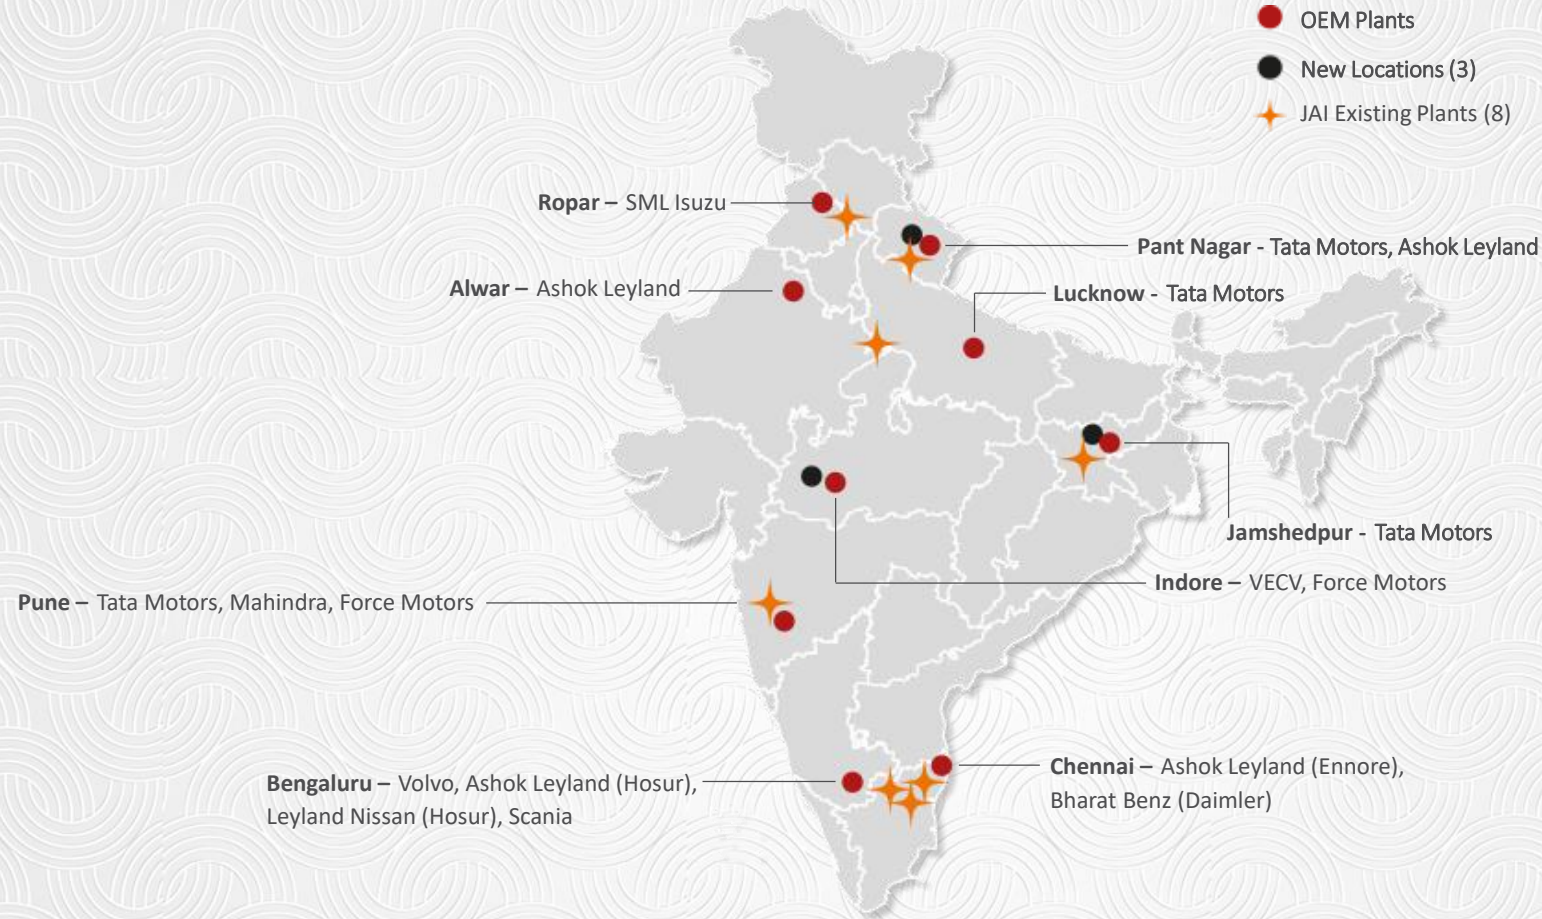 OEM Plants
New Locations (3)
JAI Existing Plants (8)
Ropar – SML Isuzu
Pant Nagar - Tata Motors, Ashok Leyland
Alwar – Ashok Leyland
Lucknow - Tata Motors
Jamshedpur - Tata Motors
Indore – VECV, Force Motors
Pune – Tata Motors, Mahindra, Force Motors
Bengaluru – Volvo, Ashok Leyland (Hosur),
Leyland Nissan (Hosur), Scania
Chennai – Ashok Leyland (Ennore),
Bharat Benz (Daimler)